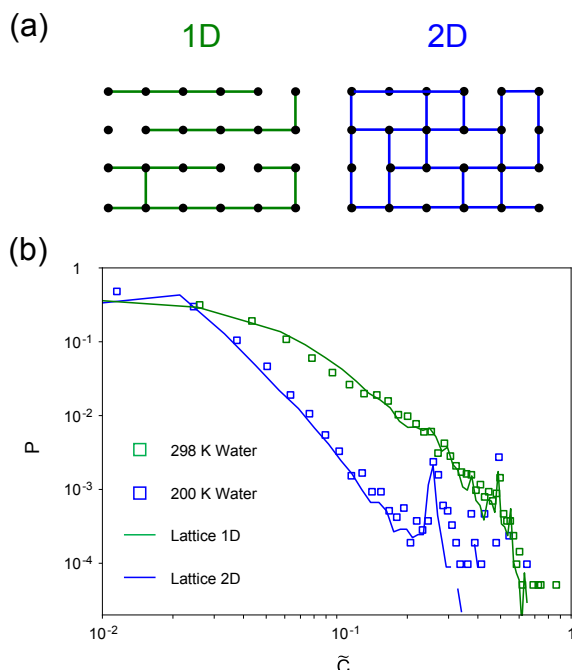 (a)
1D 2D
(b)
1
10⁻¹
10⁻²
10⁻³
10⁻⁴
P
298 K Water
200 K Water
Lattice 1D
Lattice 2D
10⁻² 10⁻¹ 1
C̃